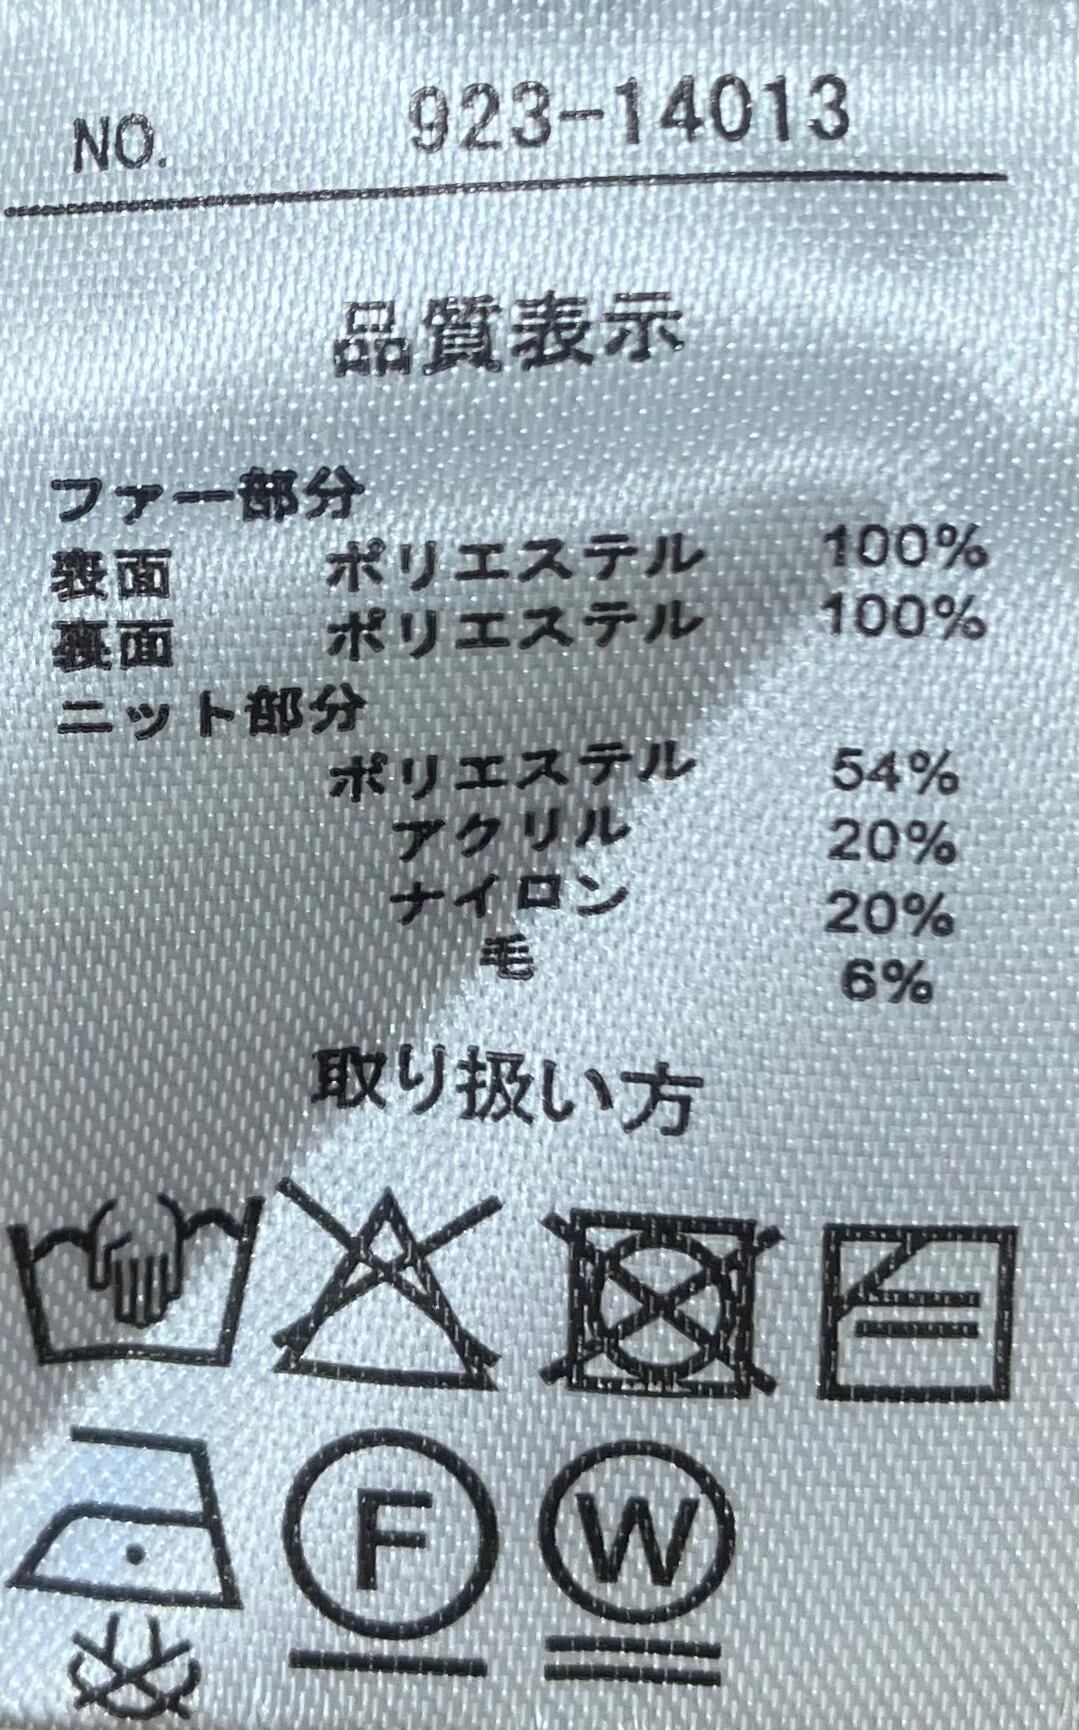 NO. 923-14013
品質表示
ファー部分
表面 ポリエステル 100%
裏面 ポリエステル 100%
ニット部分
ポリエステル 54%
アクリル 20%
ナイロン 20%
毛 6%
取り扱い方
F W